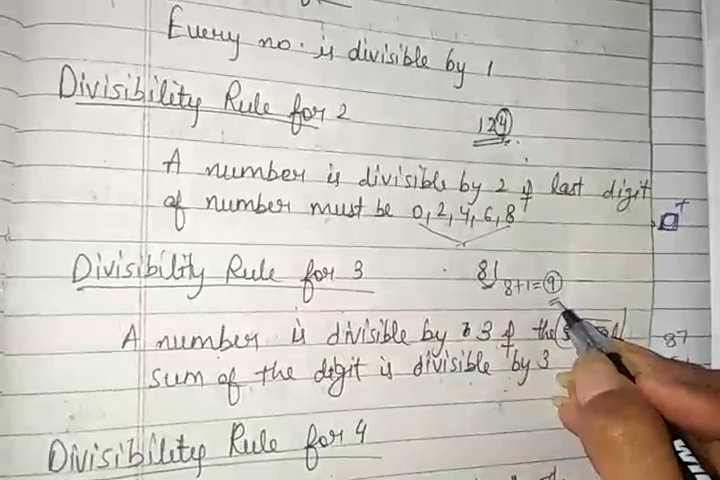 Every no. is divisible by 1
Divisibility Rule for 2
124
A number is divisible by 2 if last digit
of number must be 0, 2, 4, 6, 8
Divisibility Rule for 3
81
8+1=9
A number is divisible by 3 if the
87
sum of the digit is divisible by 3
Divisibility Rule for 4